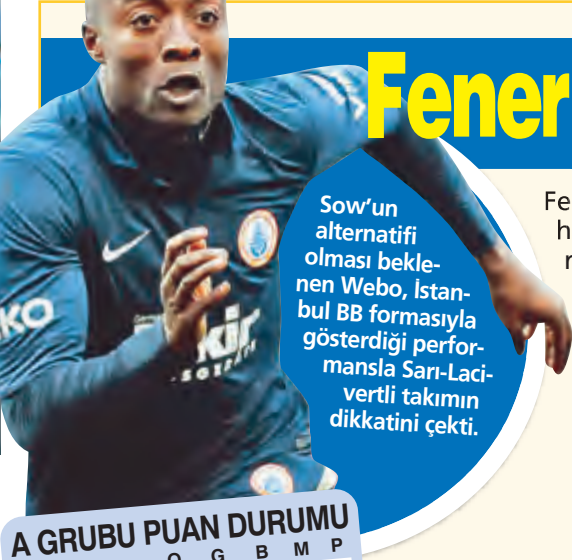 Fener
Sow'un
alternatifi
olması bekle-
nen Webo, İstan-
bul BB formasıyla
gösterdiği perfor-
mansla Sarı-Laci-
vertli takımın
dikkatini çekti.
Fe
h
A GRUBU PUAN DURUMU
O G B M P